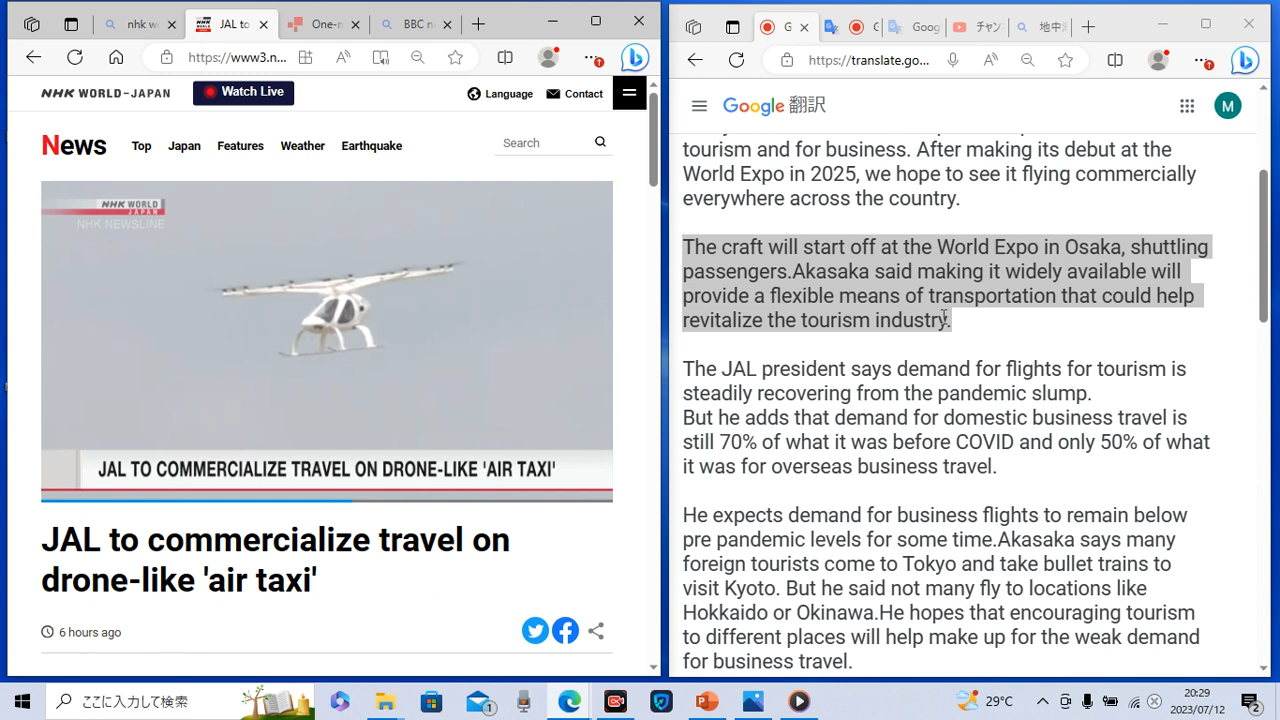 nhk wo
JAL to
One-n
BBC n
https://www3.n...
NHK WORLD-JAPAN
Watch Live
Language
Contact
News
Top
Japan
Features
Weather
Earthquake
Search
NHK WORLD
JAPAN
NHK NEWSLINE
JAL TO COMMERCIALIZE TRAVEL ON DRONE-LIKE 'AIR TAXI'
JAL to commercialize travel on
drone-like 'air taxi'
6 hours ago
G
Goog
チャン
地中
https://translate.go...
Google 翻訳
M
tourism and for business. After making its debut at the
World Expo in 2025, we hope to see it flying commercially
everywhere across the country.
The craft will start off at the World Expo in Osaka, shuttling
passengers.Akasaka said making it widely available will
provide a flexible means of transportation that could help
revitalize the tourism industry.
The JAL president says demand for flights for tourism is
steadily recovering from the pandemic slump.
But he adds that demand for domestic business travel is
still 70% of what it was before COVID and only 50% of what
it was for overseas business travel.
He expects demand for business flights to remain below
pre pandemic levels for some time.Akasaka says many
foreign tourists come to Tokyo and take bullet trains to
visit Kyoto. But he said not many fly to locations like
Hokkaido or Okinawa.He hopes that encouraging tourism
to different places will help make up for the weak demand
for business travel.
ここに入力して検索
1
29°C
20:29
2023/07/12
2